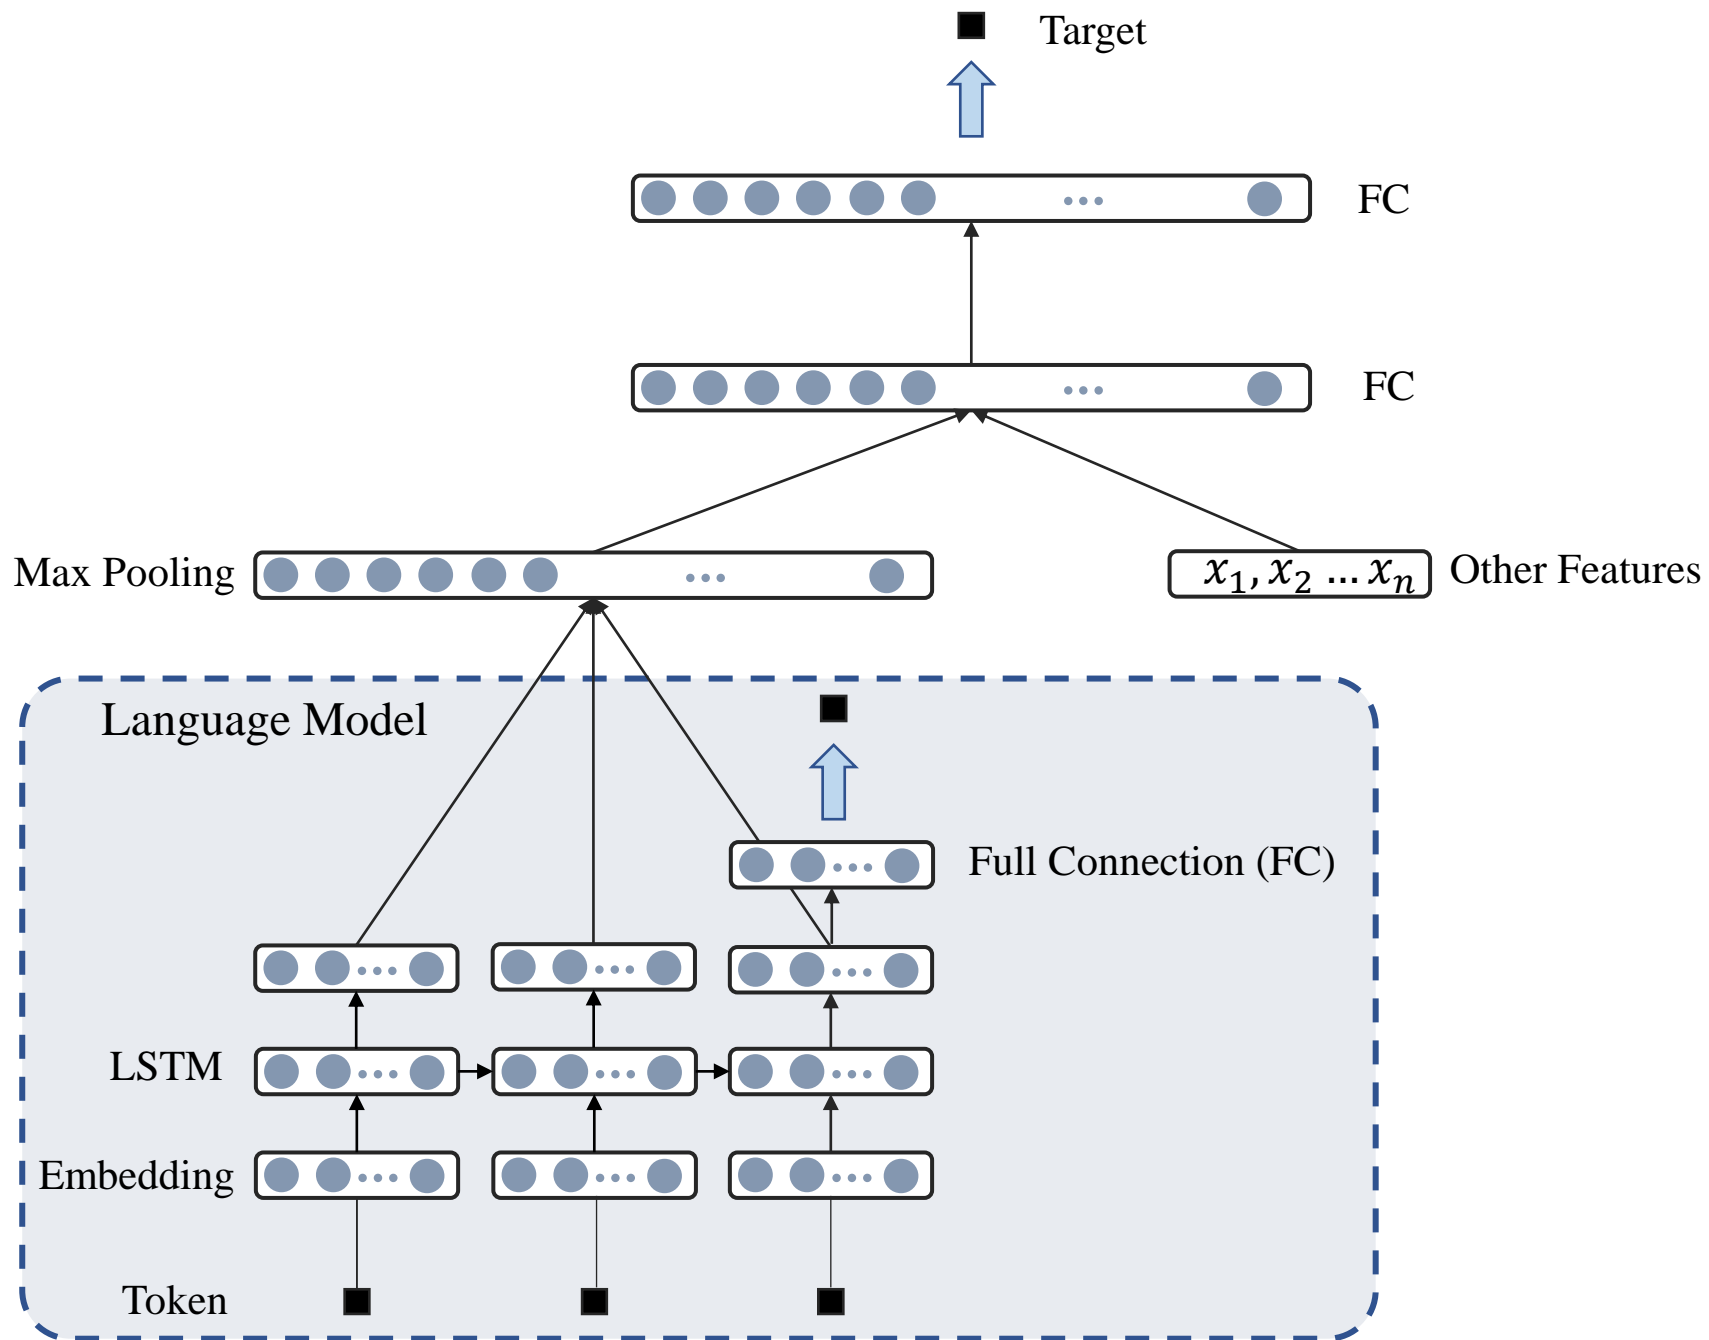 Target
FC
FC
Max Pooling
x₁, x₂ ... xₙ
Other Features
Language Model
Full Connection (FC)
LSTM
Embedding
Token